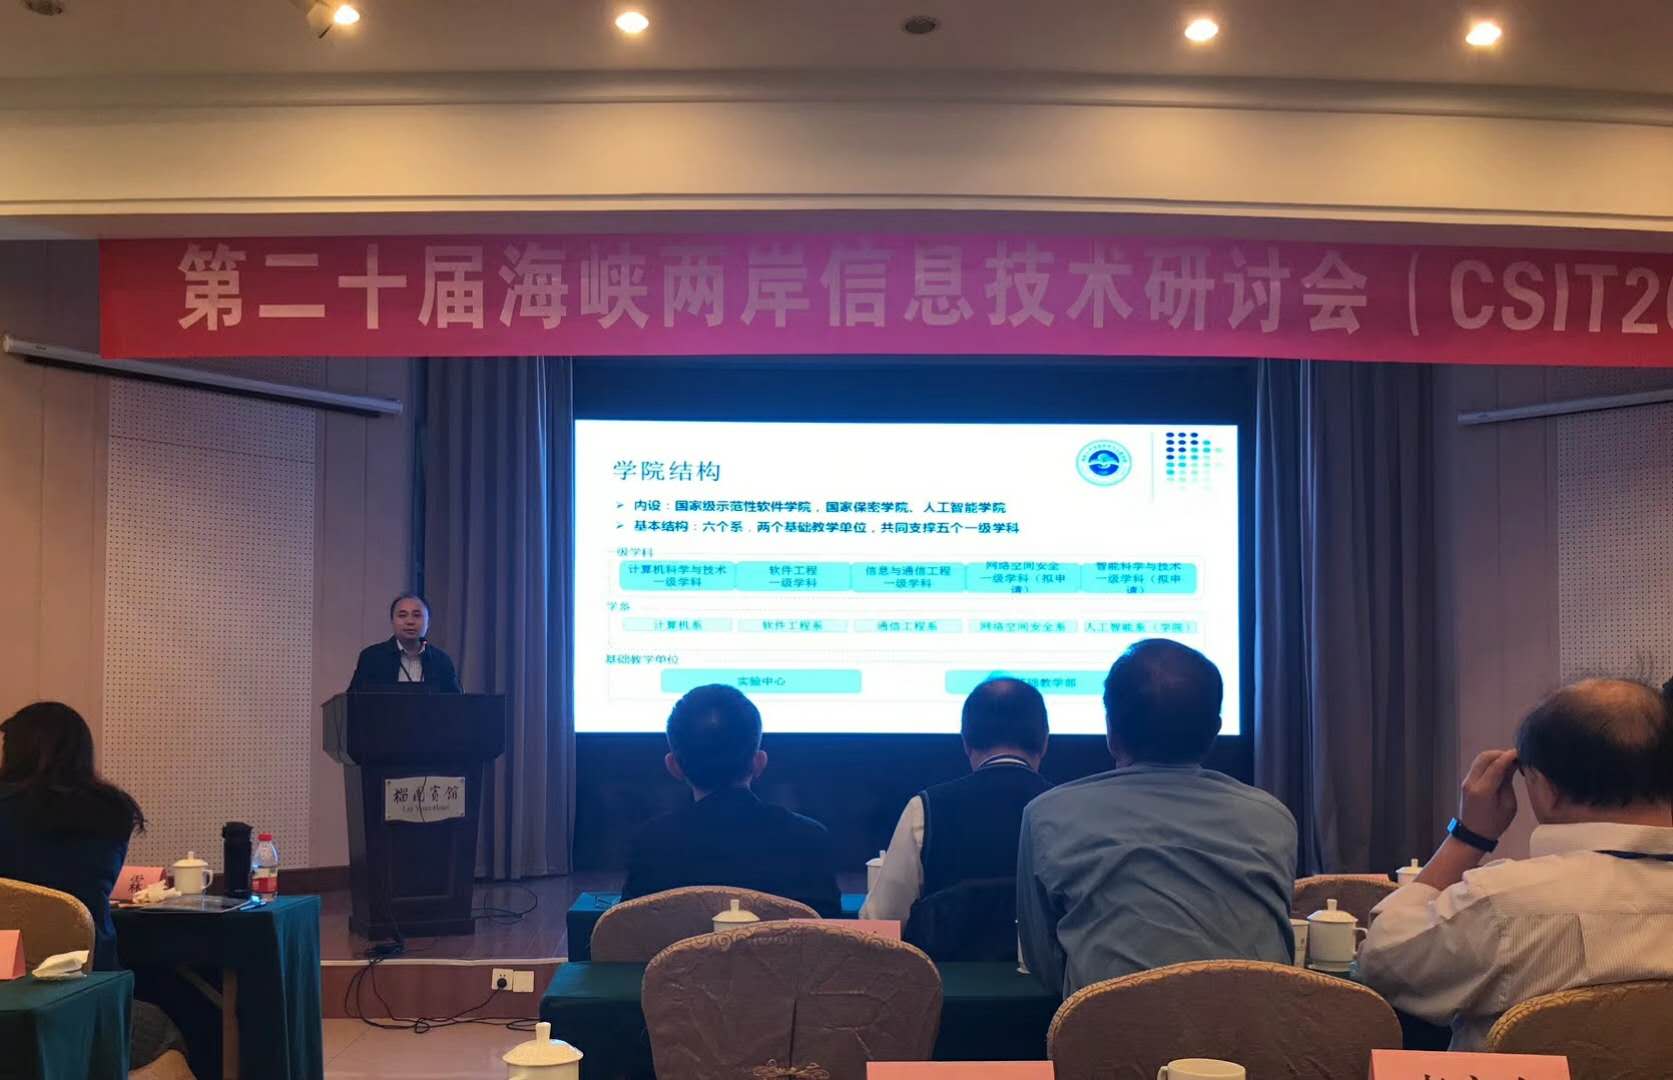 第二十届海峡两岸信息技术研讨会（CSIT20
学院结构
➢ 内设：国家级示范性软件学院，国家保密学院、人工智能学院
➢ 基本结构：六个系，两个基础教学单位，共同支撑五个一级学科
一级学科
计算机科学与技术
一级学科
软件工程
一级学科
信息与通信工程
一级学科
网络空间安全
一级学科（拟申
请）
智能科学与技术
一级学科（拟申
请）
学系
计算机系
软件工程系
通信工程系
网络空间安全系
人工智能系（学院）
基础教学单位
实验中心
础教学部
榴园宾馆
Liu Yuan Hotel